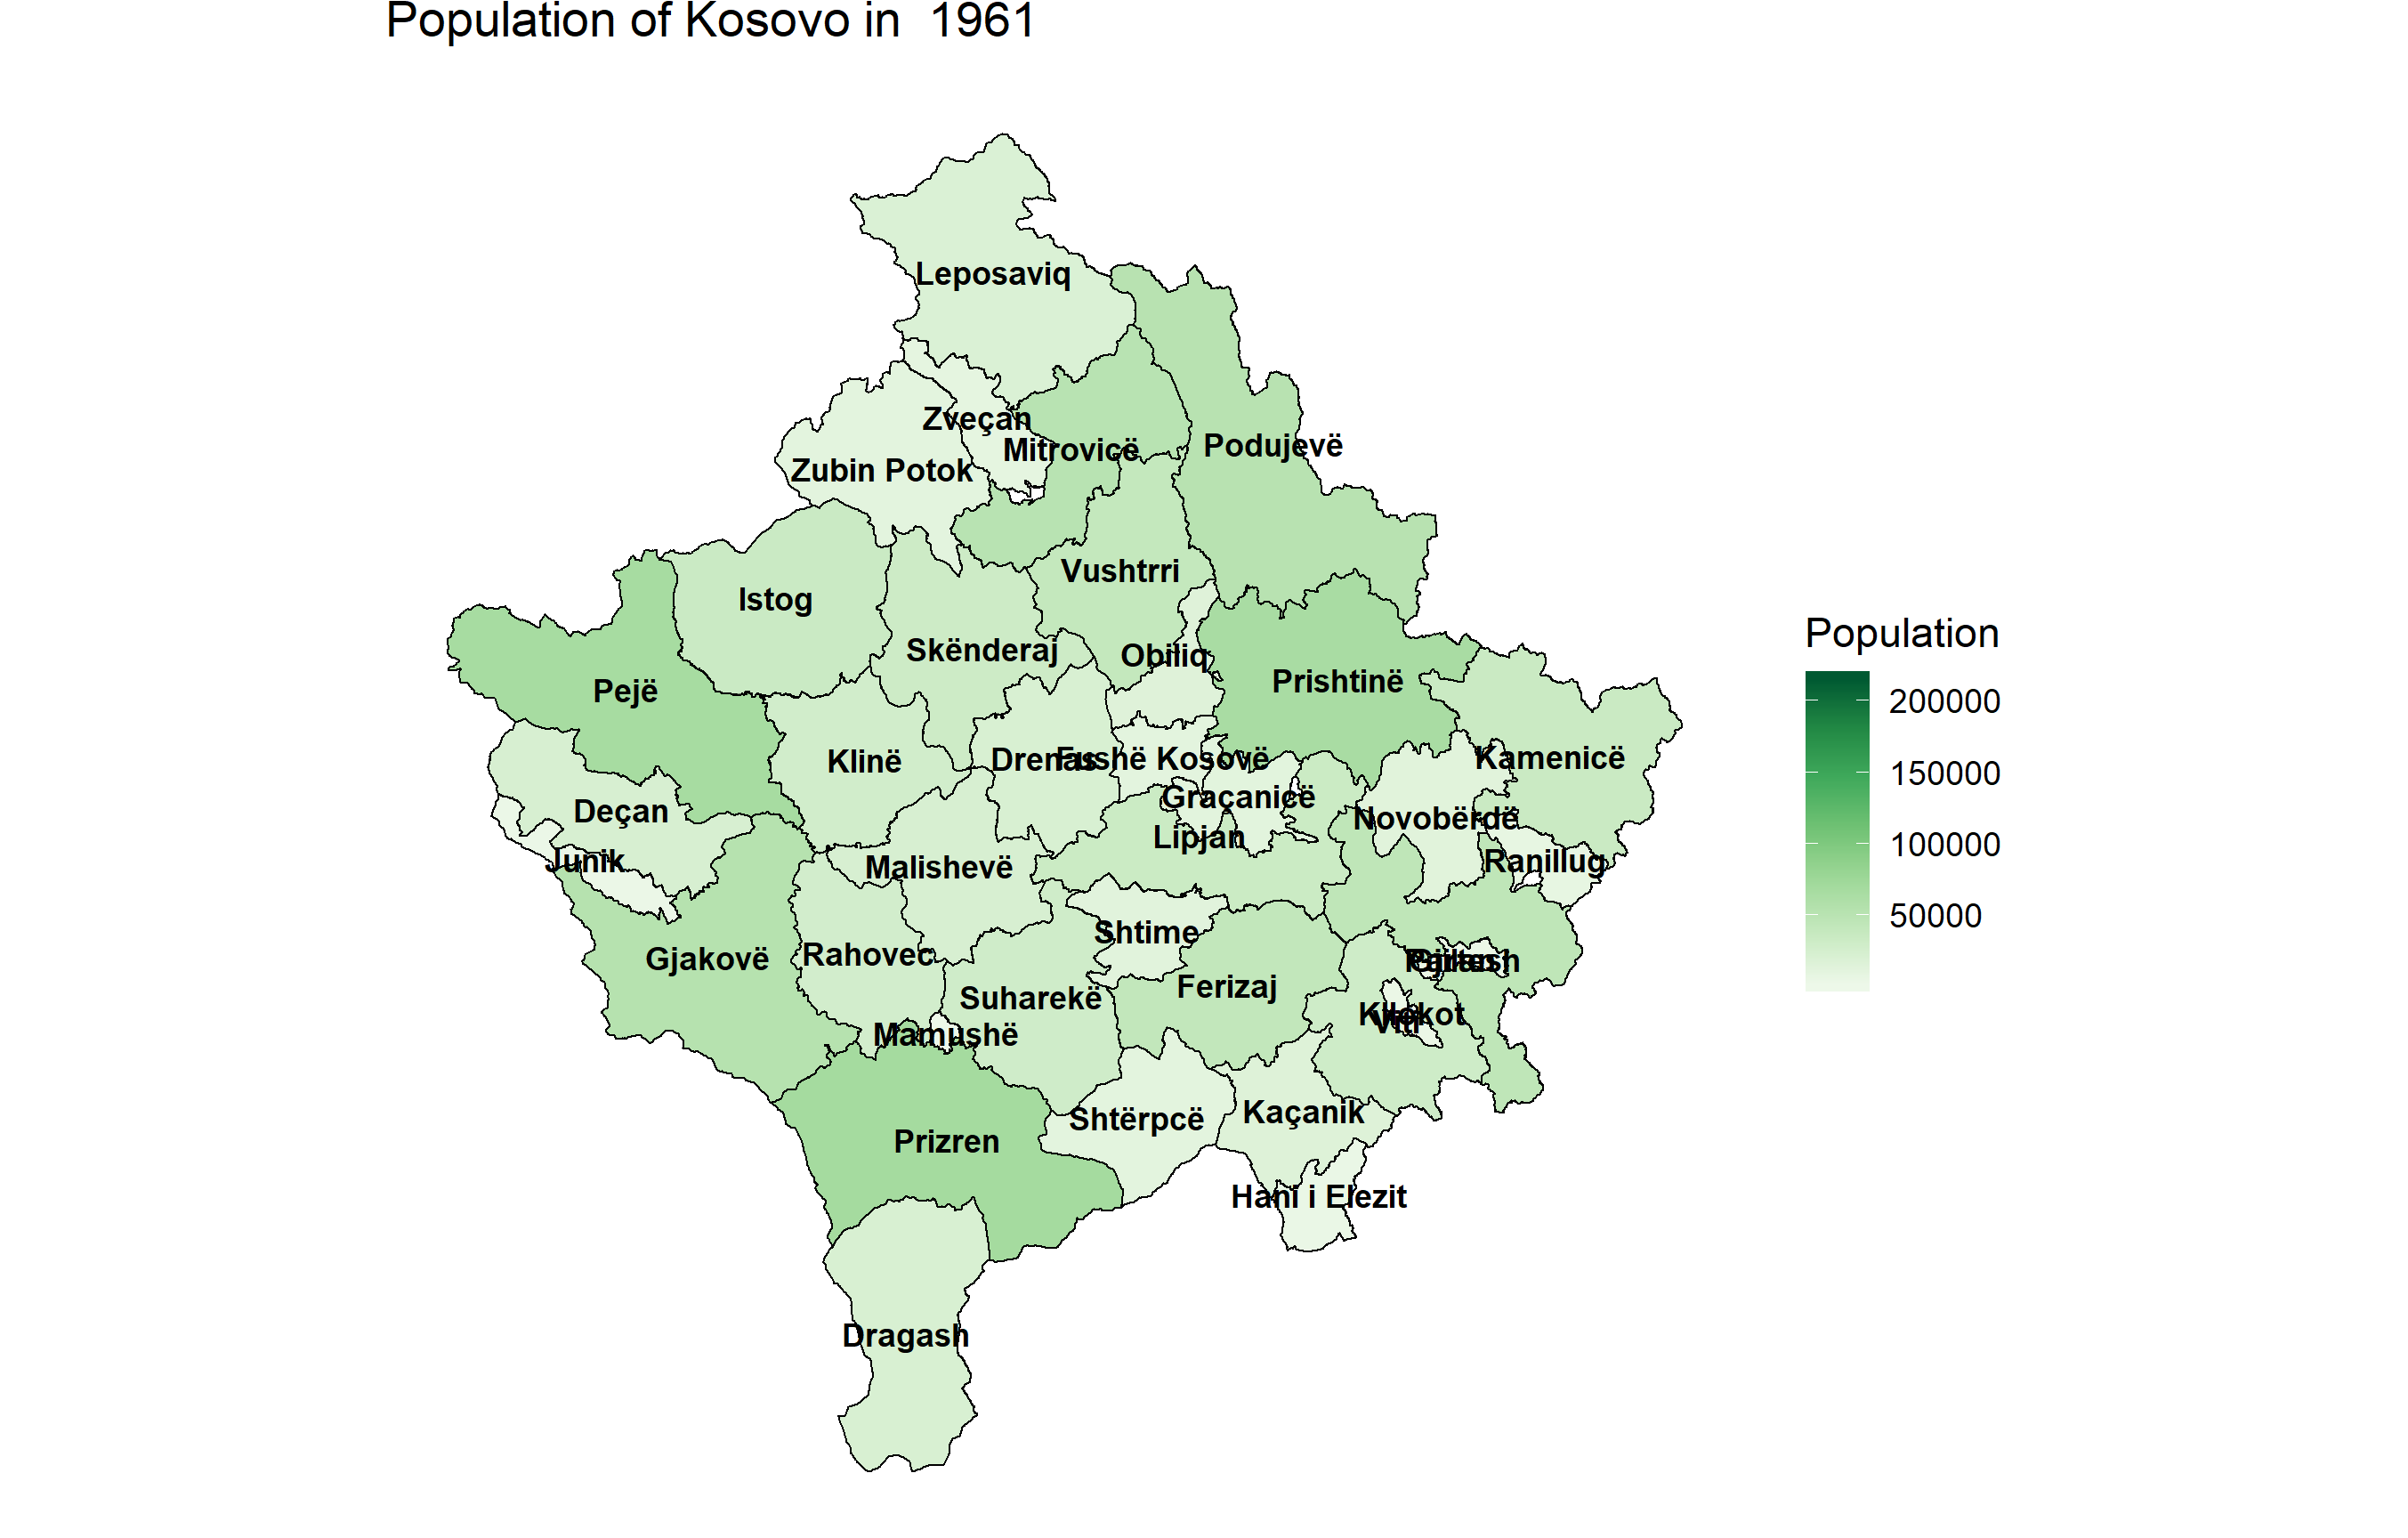 Population of Kosovo in  1961
Leposaviq
Zveçan
Mitrovicë
Podujevë
Zubin Potok
Vushtrri
Istog
Skënderaj
Obiliq
Prishtinë
Pejë
Klinë
Drenas
Fushë Kosovë
Kamenicë
Graçanicë
Deçan
Novobërdë
Lipjan
Junik
Malishevë
Ranillug
Shtime
Gjakovë
Rahovec
Partesh
Gjilan
Suharekë
Ferizaj
Kllokot
Viti
Mamushë
Prizren
Shtërpcë
Kaçanik
Hani i Elezit
Dragash
Population
200000
150000
100000
50000